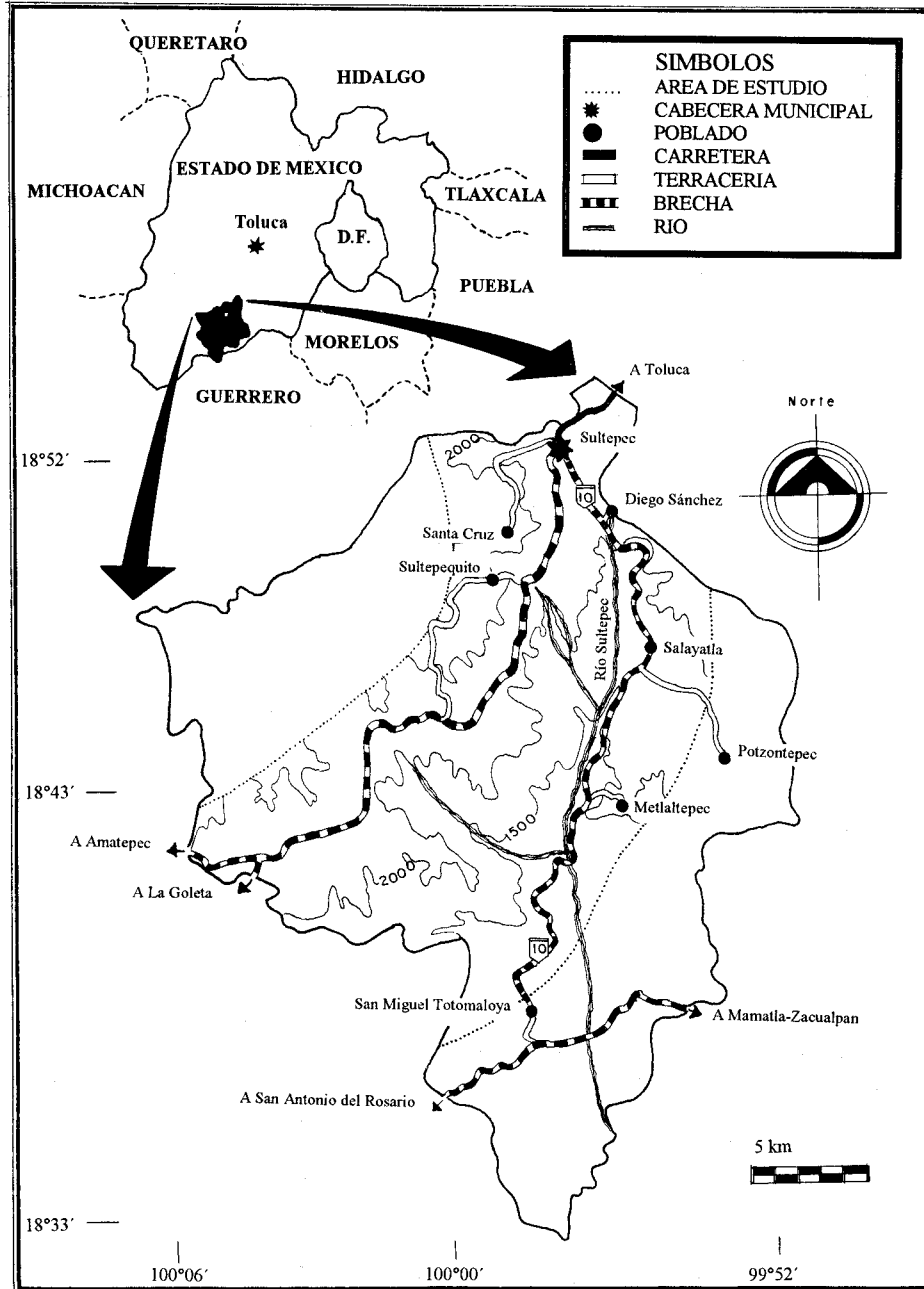 QUERETARO
HIDALGO
ESTADO DE MEXICO
MICHOACAN
TLAXCALA
Toluca
D.F.
PUEBLA
MORELOS
GUERRERO
SIMBOLOS
AREA DE ESTUDIO
CABECERA MUNICIPAL
POBLADO
CARRETERA
TERRACERIA
BRECHA
RIO
A Toluca
Norte
18°52´
2000
Sultepec
10
Diego Sánchez
Santa Cruz
Sultepequito
Río Sultepec
Salayatla
Potzontepec
18°43´
Metlaltepec
1500
A Amatepec
A La Goleta
2000
10
San Miguel Totomaloya
A Mamatla-Zacualpan
A San Antonio del Rosario
5 km
18°33´
100°06´
100°00´
99°52´